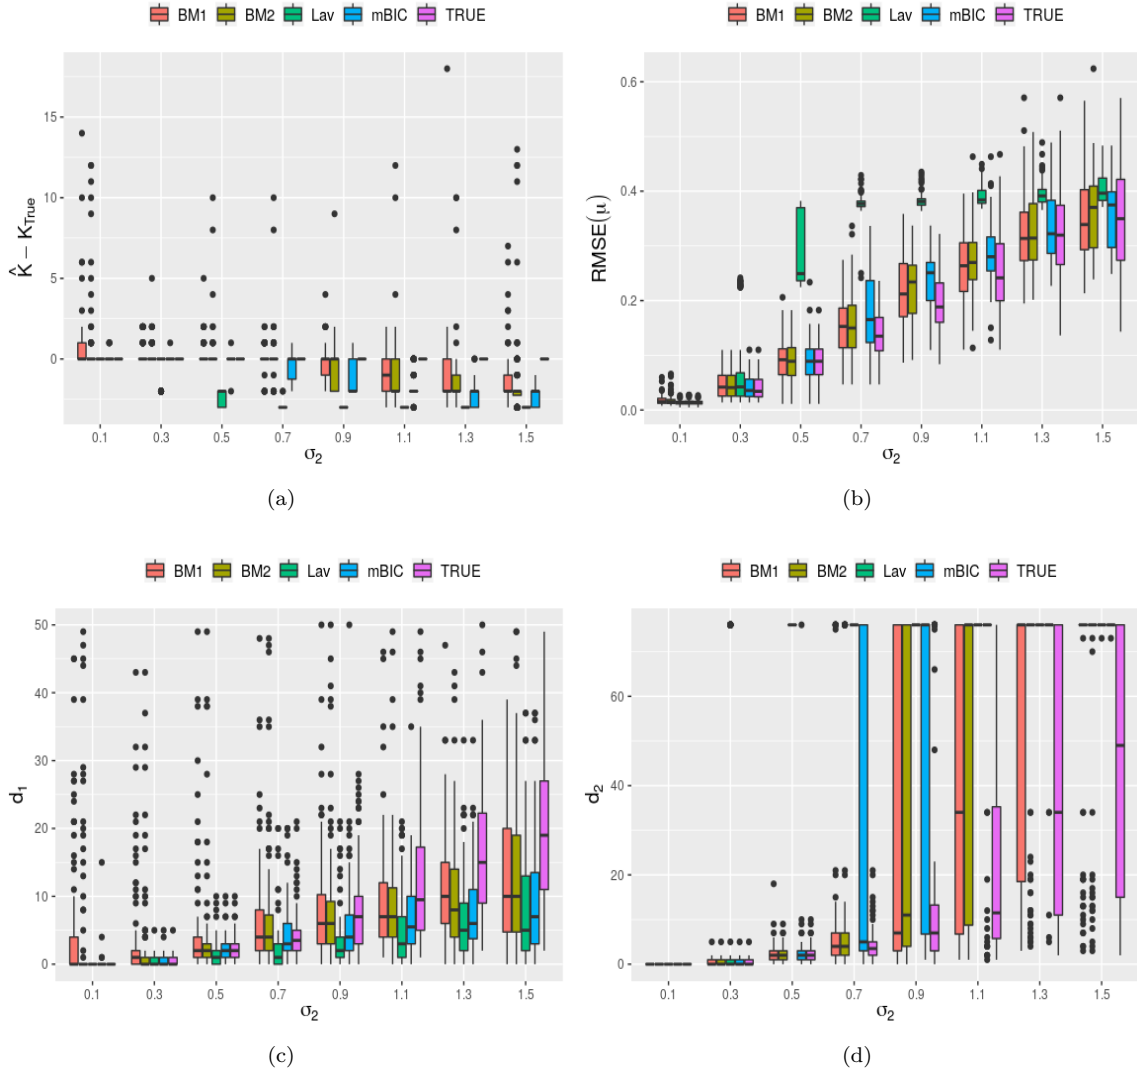 BM1 BM2 Lav mBIC TRUE
BM1 BM2 Lav mBIC TRUE
K̂ − K_True
15
10
5
0
0.1 0.3 0.5 0.7 0.9 1.1 1.3 1.5
σ₂
(a)
RMSE(μ)
0.6
0.4
0.2
0.0
0.1 0.3 0.5 0.7 0.9 1.1 1.3 1.5
σ₂
(b)
BM1 BM2 Lav mBIC TRUE
BM1 BM2 Lav mBIC TRUE
d₁
50
40
30
20
10
0
0.1 0.3 0.5 0.7 0.9 1.1 1.3 1.5
σ₂
(c)
d₂
60
40
20
0
0.1 0.3 0.5 0.7 0.9 1.1 1.3 1.5
σ₂
(d)